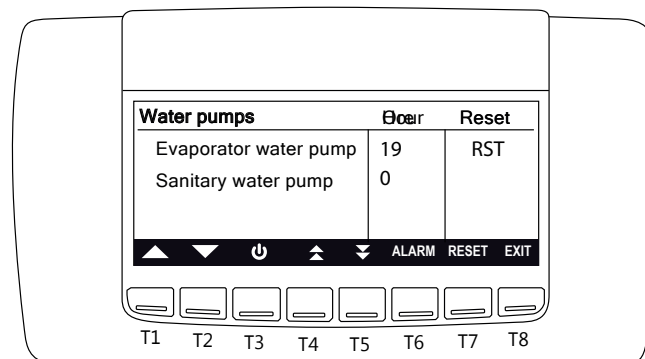 Water pumps Reset
Evaporator water pump 19 RST
Sanitary water pump 0
ALARM RESET EXIT
T1 T2 T3 T4 T5 T6 T7 T8